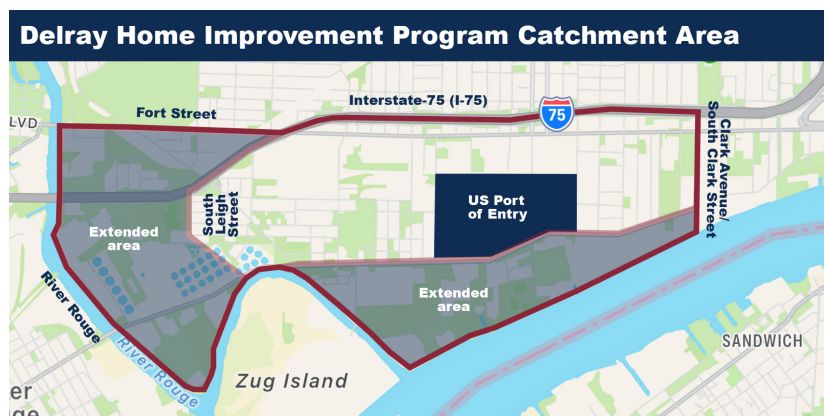 Delray Home Improvement Program Catchment Area
Interstate-75 (I-75)
Fort Street
75
LVD
Clark Avenue/
South Clark Street
South
Leigh
Street
US Port
of Entry
Extended
area
Extended
area
River Rouge
River Rouge
Zug Island
SANDWICH
er
ge